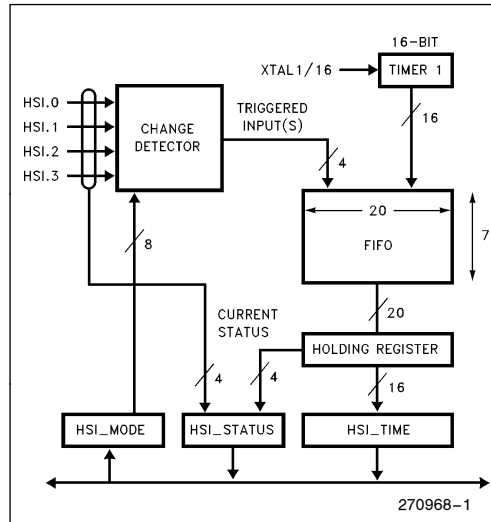 16-BIT
XTAL1/16
TIMER 1
HSI.0
HSI.1
HSI.2
HSI.3
CHANGE
DETECTOR
TRIGGERED
INPUT(S)
16
4
20
FIFO
7
8
20
CURRENT
STATUS
HOLDING REGISTER
4
4
16
HSI_MODE
HSI_STATUS
HSI_TIME
270968-1